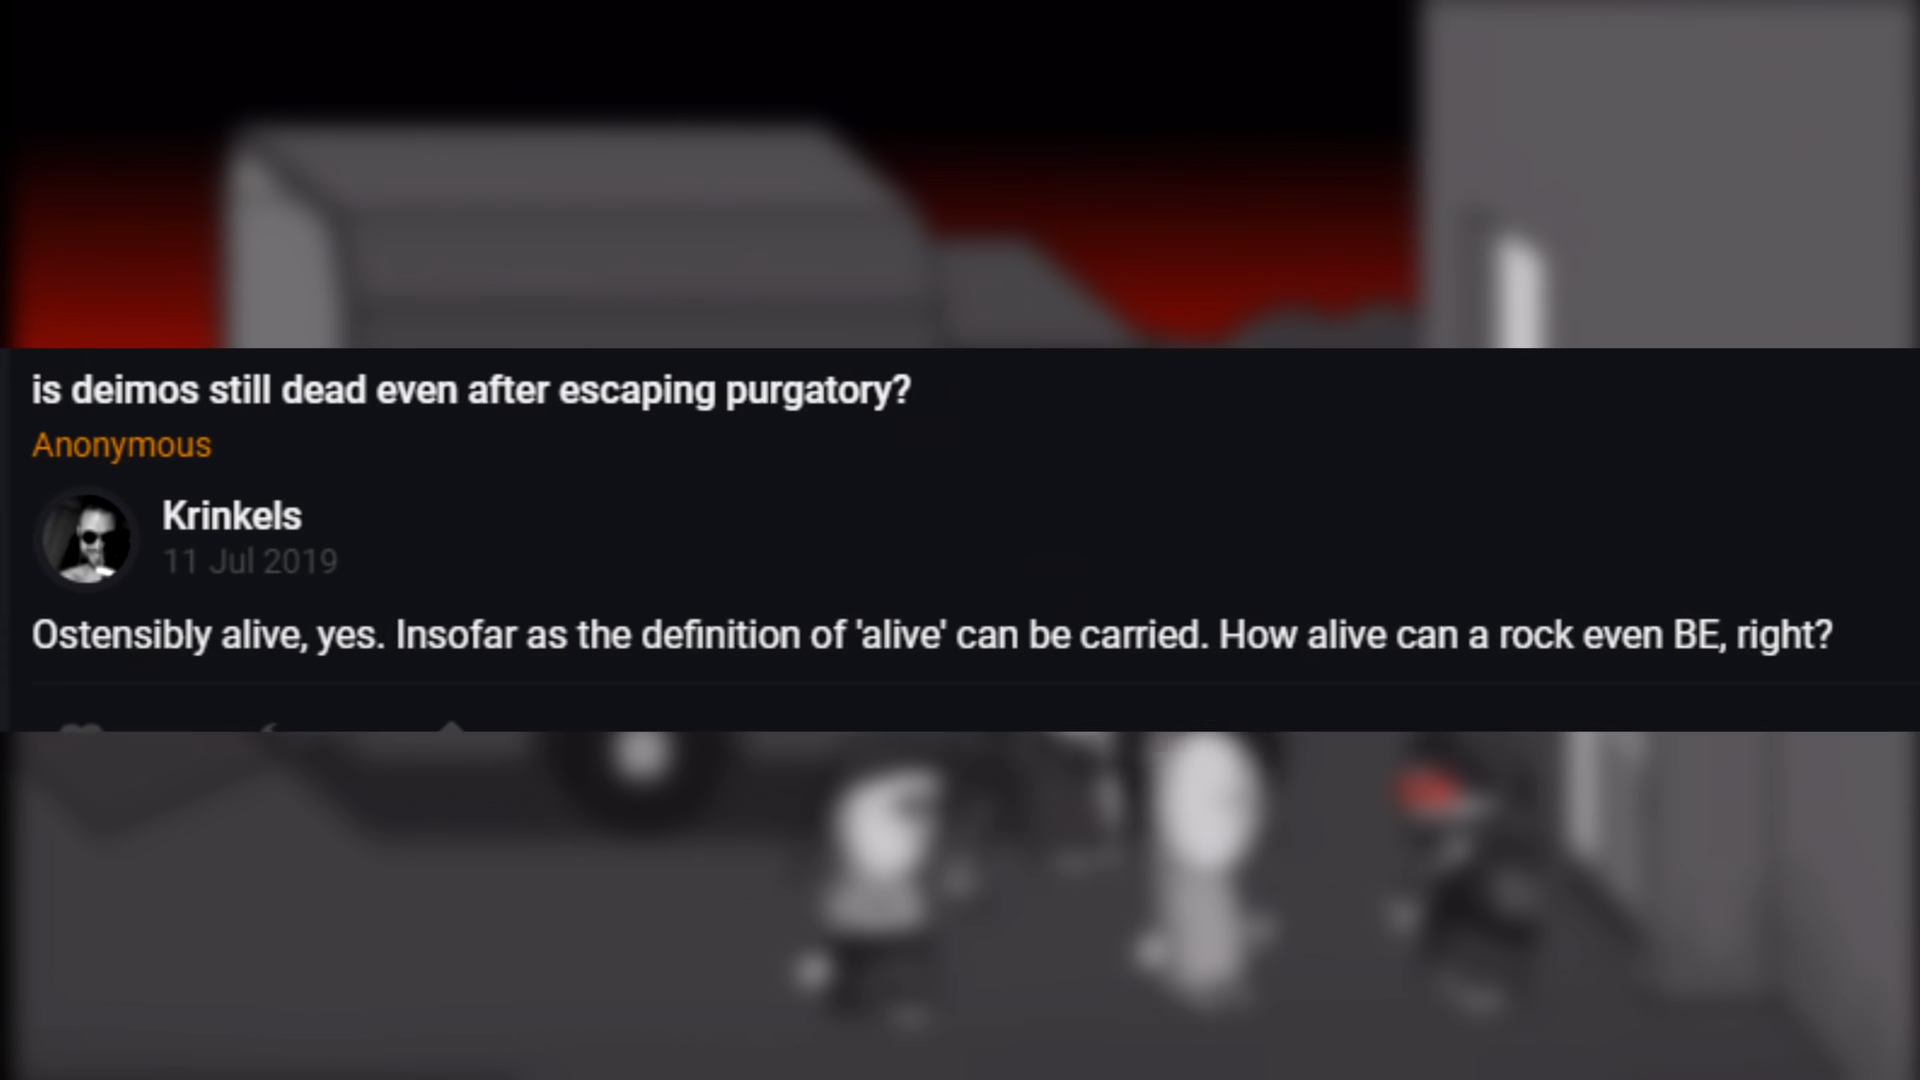 is deimos still dead even after escaping purgatory?
Anonymous
Krinkels
11 Jul 2019
Ostensibly alive, yes. Insofar as the definition of 'alive' can be carried. How alive can a rock even BE, right?